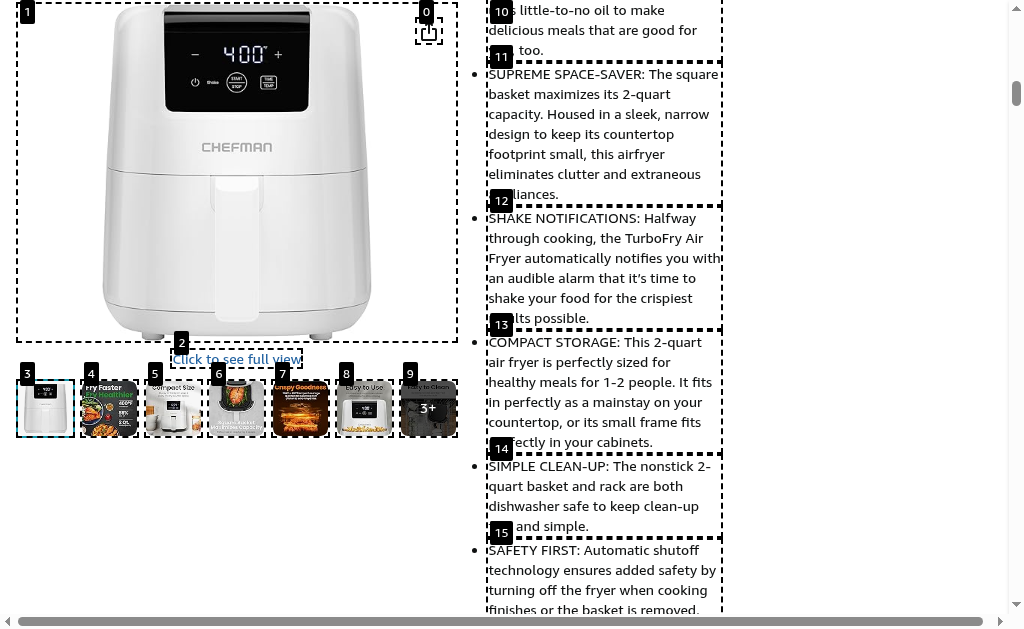 1
0
400°F
Shake
START
STOP
TIME
TEMP
CHEFMAN
2
Click to see full view
3
4
5
6
7
8
9
Fry Faster
Fry Healthier
Compact Size
Crispy Goodness
Easy to Use
Easy to Clean
3+
10
little-to-no oil to make
delicious meals that are good for
too.
11
SUPREME SPACE-SAVER: The square
basket maximizes its 2-quart
capacity. Housed in a sleek, narrow
design to keep its countertop
footprint small, this airfryer
eliminates clutter and extraneous
liances.
12
SHAKE NOTIFICATIONS: Halfway
through cooking, the TurboFry Air
Fryer automatically notifies you with
an audible alarm that it’s time to
shake your food for the crispiest
lts possible.
13
COMPACT STORAGE: This 2-quart
air fryer is perfectly sized for
healthy meals for 1-2 people. It fits
in perfectly as a mainstay on your
countertop, or its small frame fits
fectly in your cabinets.
14
SIMPLE CLEAN-UP: The nonstick 2-
quart basket and rack are both
dishwasher safe to keep clean-up
and simple.
15
SAFETY FIRST: Automatic shutoff
technology ensures added safety by
turning off the fryer when cooking
finishes or the basket is removed.